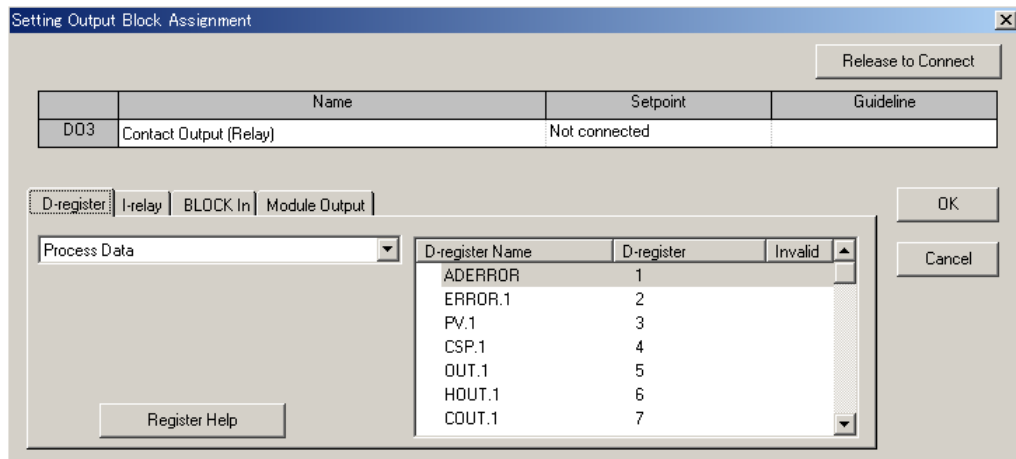 Setting Output Block Assignment
Release to Connect
Name Setpoint Guideline
DO3 Contact Output (Relay) Not connected
D-register I-relay BLOCK In Module Output
OK
Process Data
Cancel
D-register Name D-register Invalid
ADERROR 1
ERROR.1 2
PV.1 3
CSP.1 4
OUT.1 5
HOUT.1 6
COUT.1 7
Register Help